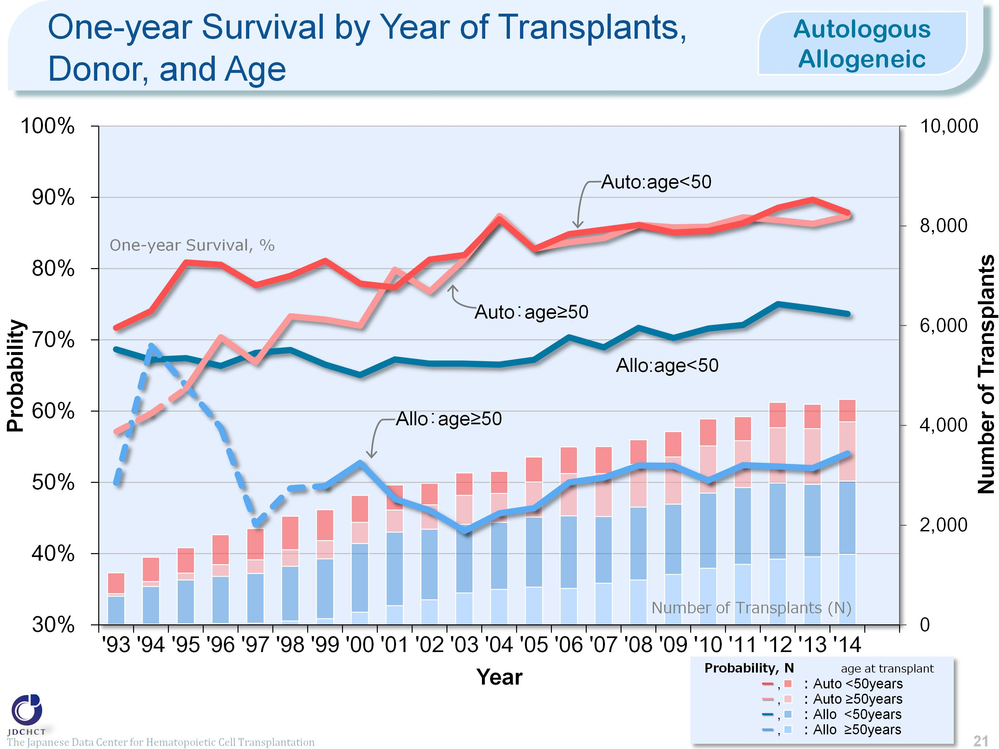 One-year Survival by Year of Transplants,
Donor, and Age
Autologous
Allogeneic
100%
90%
80%
70%
60%
50%
40%
30%
Probability
One-year Survival, %
Auto:age<50
Auto：age≥50
Allo:age<50
Allo：age≥50
Number of Transplants (N)
10,000
8,000
6,000
4,000
2,000
0
Number of Transplants
'93 '94 '95 '96 '97 '98 '99 '00 '01 '02 '03 '04 '05 '06 '07 '08 '09 '10 '11 '12 '13 '14
Year
Probability, N age at transplant
, : Auto <50years
, : Auto ≥50years
, : Allo <50years
, : Allo ≥50years
JDCHCT
The Japanese Data Center for Hematopoietic Cell Transplantation
21